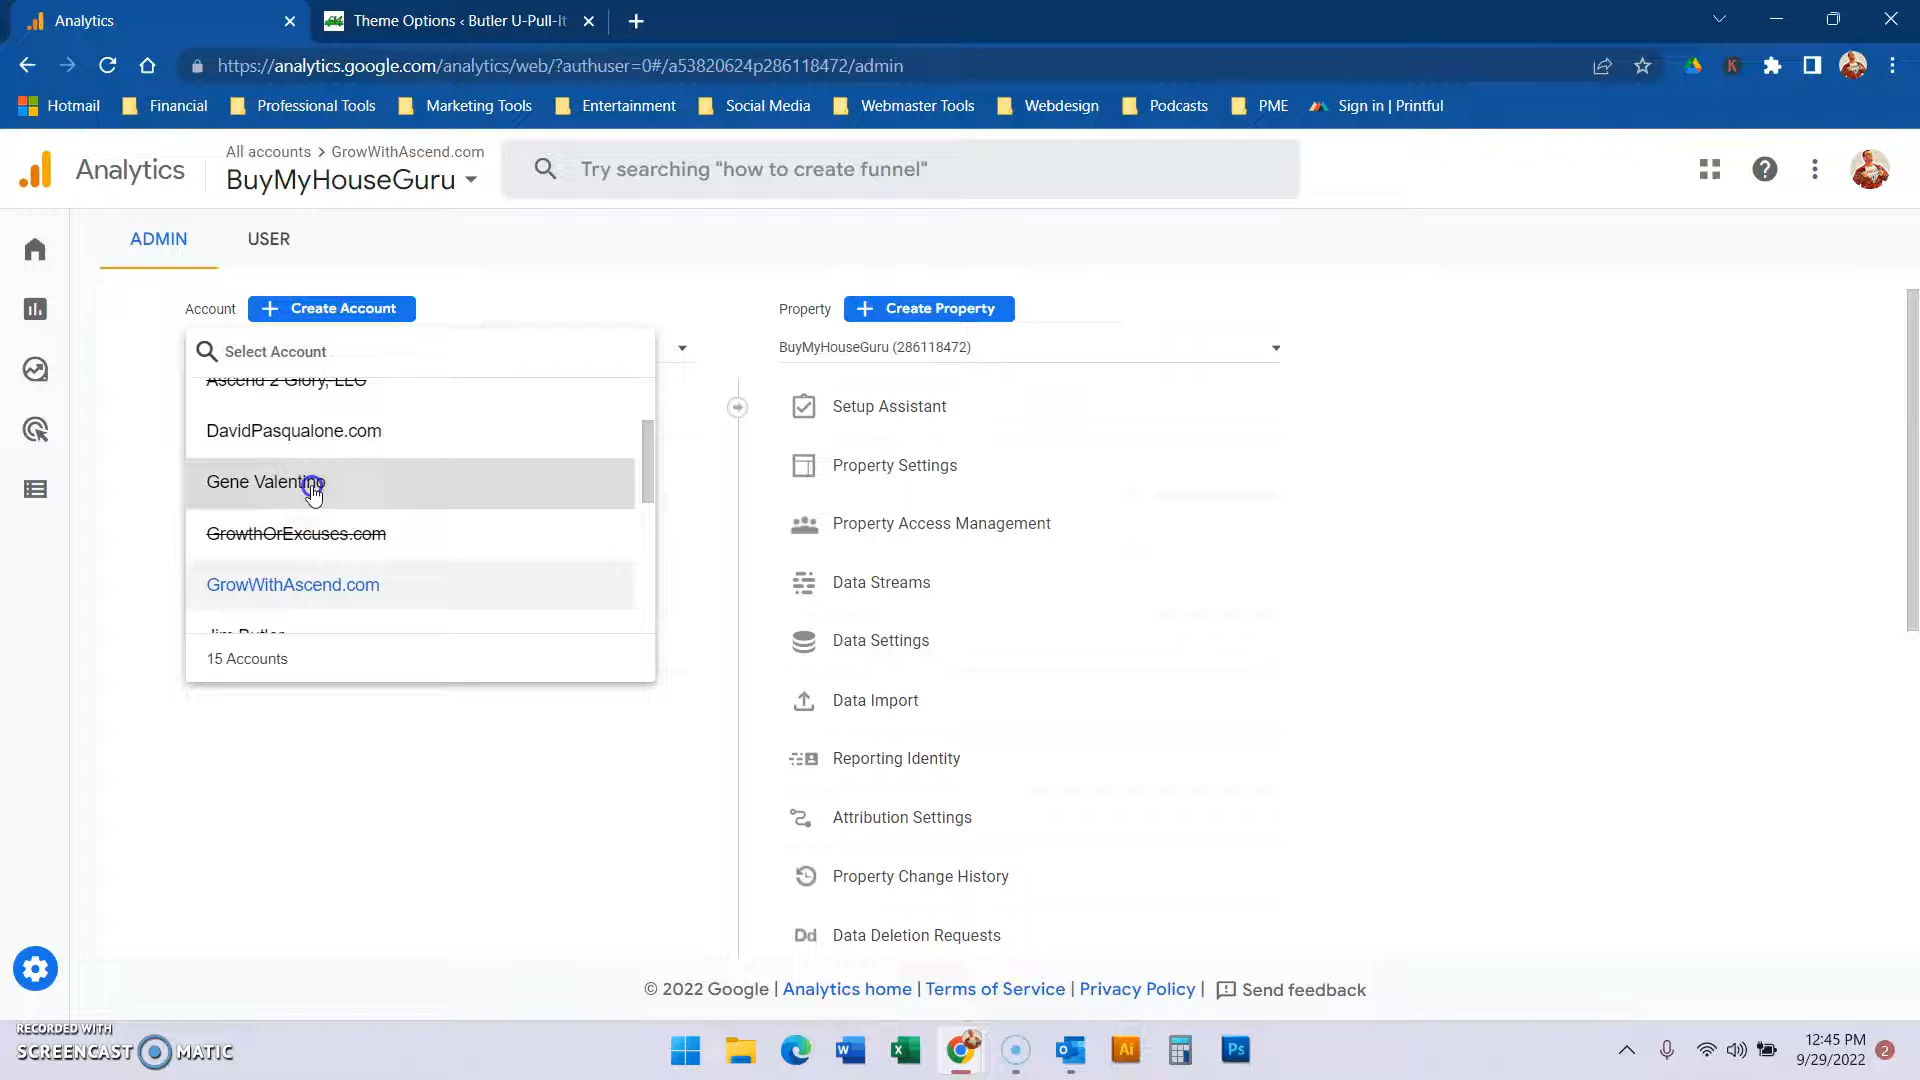 Analytics
Theme Options ‹ Butler U-Pull-It
https://analytics.google.com/analytics/web/?authuser=0#/a53820624p286118472/admin
K
Hotmail
Financial
Professional Tools
Marketing Tools
Entertainment
Social Media
Webmaster Tools
Webdesign
Podcasts
PME
Sign in | Printful
Analytics
All accounts > GrowWithAscend.com
BuyMyHouseGuru
Try searching "how to create funnel"
ADMIN
USER
Account
+ Create Account
Property
+ Create Property
Select Account
BuyMyHouseGuru (286118472)
Ascend 2 Glory, LLC
DavidPasqualone.com
Gene Valentino
GrowthOrExcuses.com
GrowWithAscend.com
Jim Butler
15 Accounts
Setup Assistant
Property Settings
Property Access Management
Data Streams
Data Settings
Data Import
Reporting Identity
Attribution Settings
Property Change History
Dd Data Deletion Requests
© 2022 Google | Analytics home | Terms of Service | Privacy Policy | Send feedback
RECORDED WITH
SCREENCAST MATIC
Ai
Ps
12:45 PM
9/29/2022
2